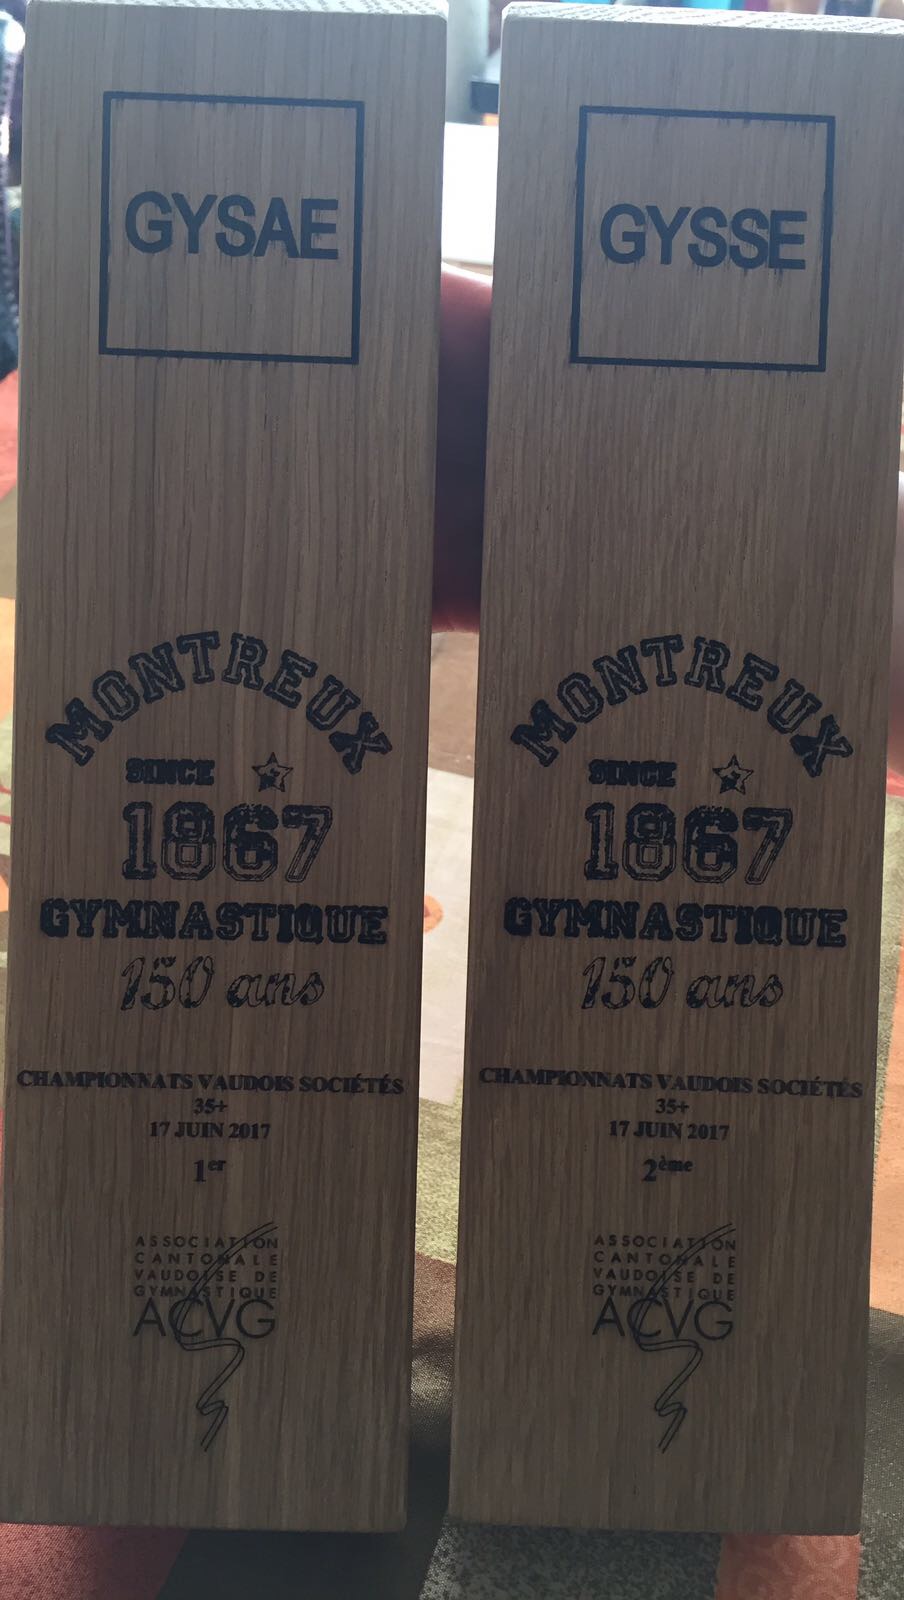 GYSAE
MONTREUX
SINCE
1867
GYMNASTIQUE
150 ans
CHAMPIONNATS VAUDOIS SOCIÉTÉS
35+
17 JUIN 2017
1er
ASSOCIATION
CANTONALE
VAUDOISE DE
GYMNASTIQUE
ACVG
GYSSE
MONTREUX
SINCE
1867
GYMNASTIQUE
150 ans
CHAMPIONNATS VAUDOIS SOCIÉTÉS
35+
17 JUIN 2017
2ème
ASSOCIATION
CANTONALE
VAUDOISE DE
GYMNASTIQUE
ACVG